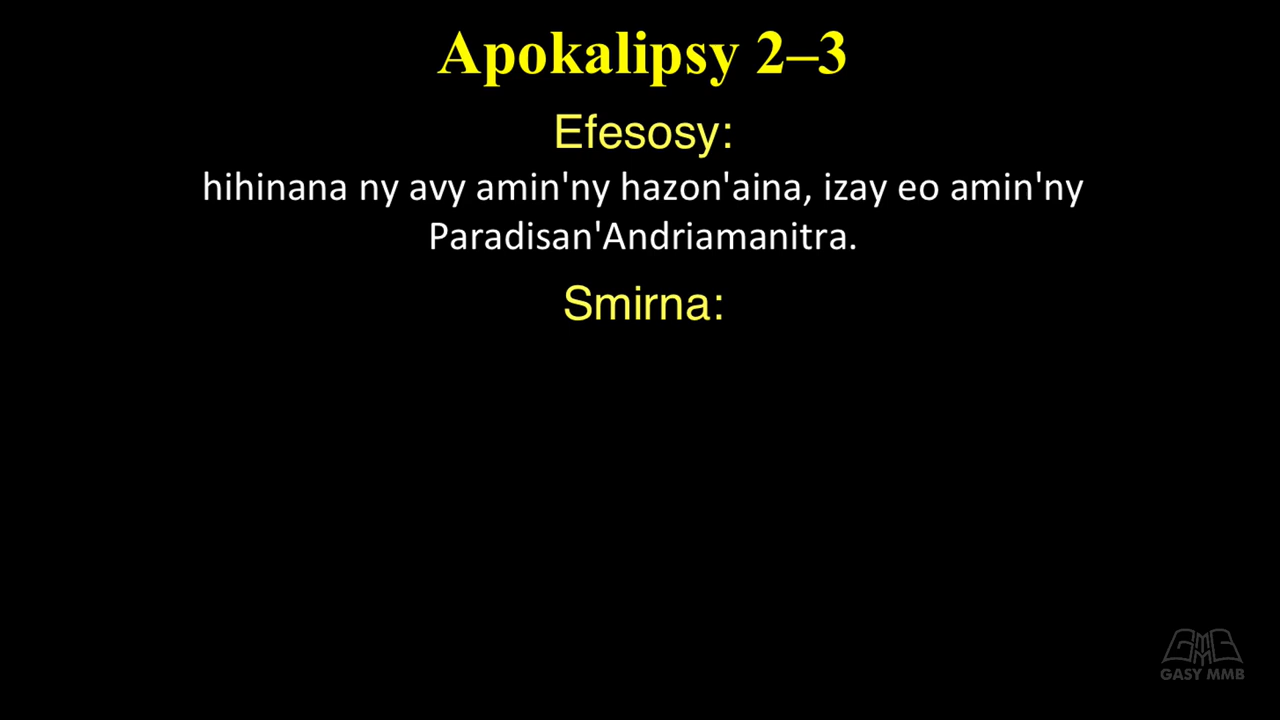 Apokalipsy 2–3
Efesosy:
hihinana ny avy amin'ny hazon'aina, izay eo amin'ny
Paradisan'Andriamanitra.
Smirna:
GMMG
GASY MMB